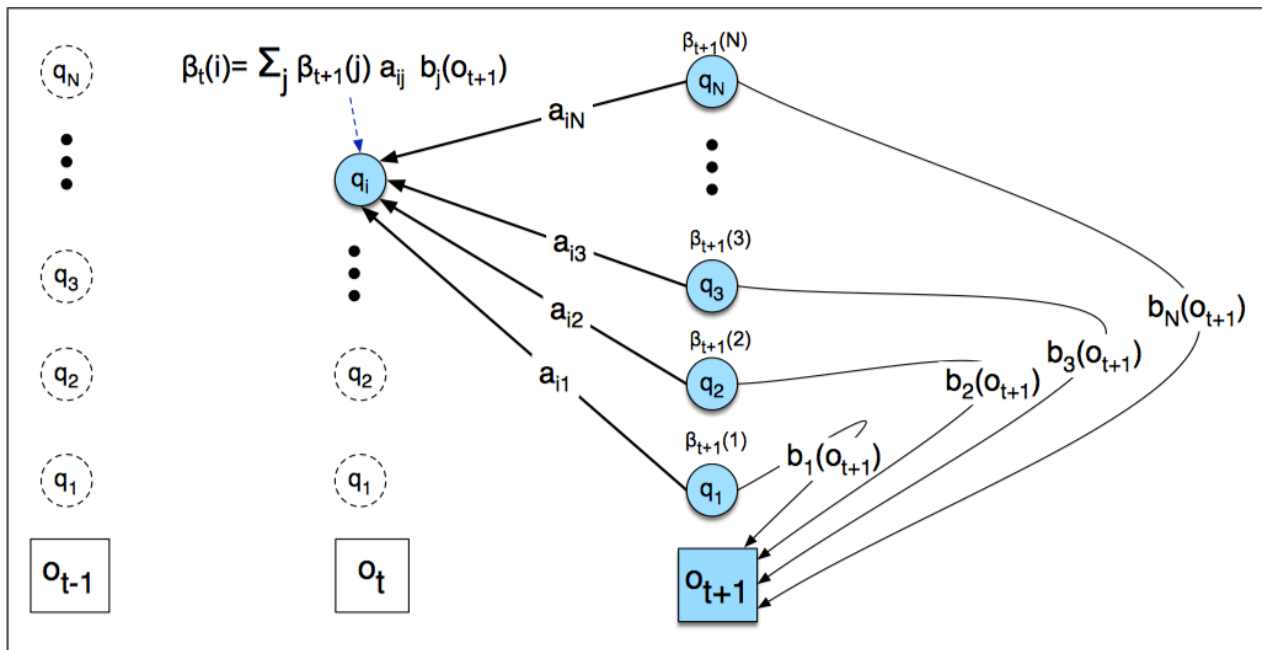 βt+1(N)
qN
βt(i)= Σj βt+1(j) aij bj(ot+1)
qN
aiN
qi
βt+1(3)
ai3
q3
q3
bN(ot+1)
ai2
βt+1(2)
b3(ot+1)
ai1
q2
q2
q2
b2(ot+1)
βt+1(1)
b1(ot+1)
q1
q1
q1
ot-1
ot
ot+1